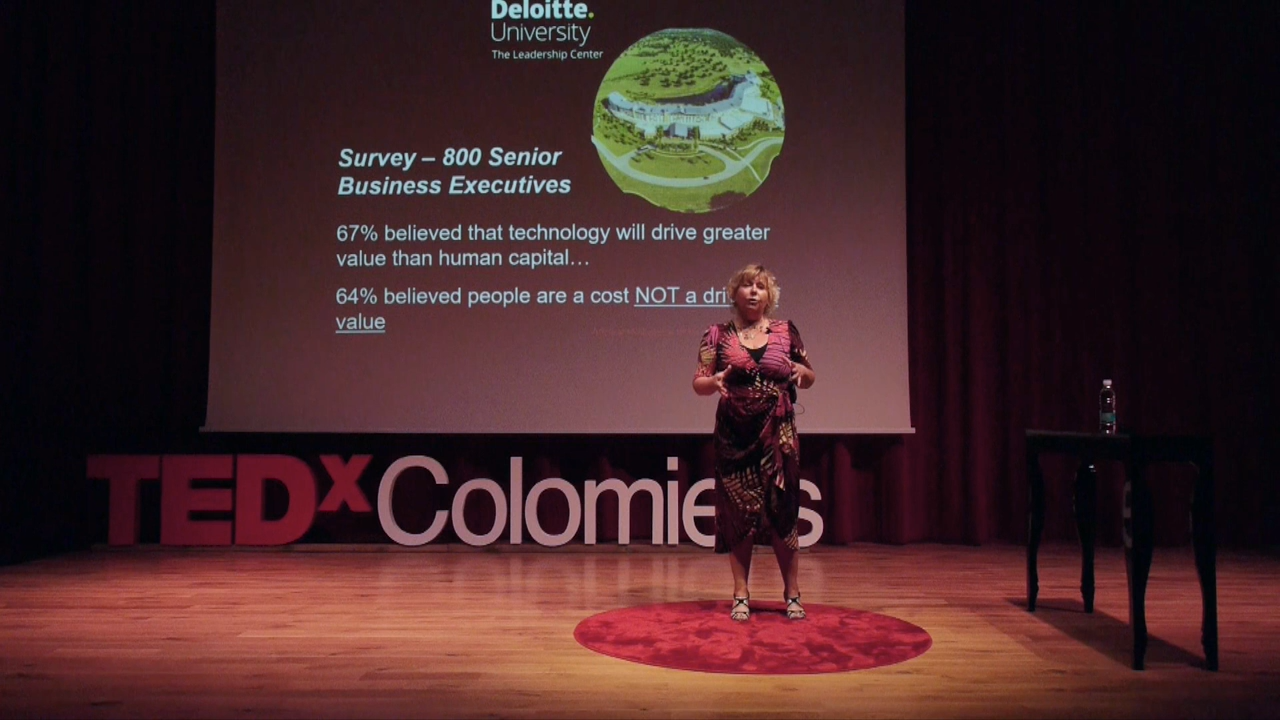 Deloitte.
University
The Leadership Center
Survey – 800 Senior
Business Executives
67% believed that technology will drive greater
value than human capital…
64% believed people are a cost NOT a
value
TEDxColomiers